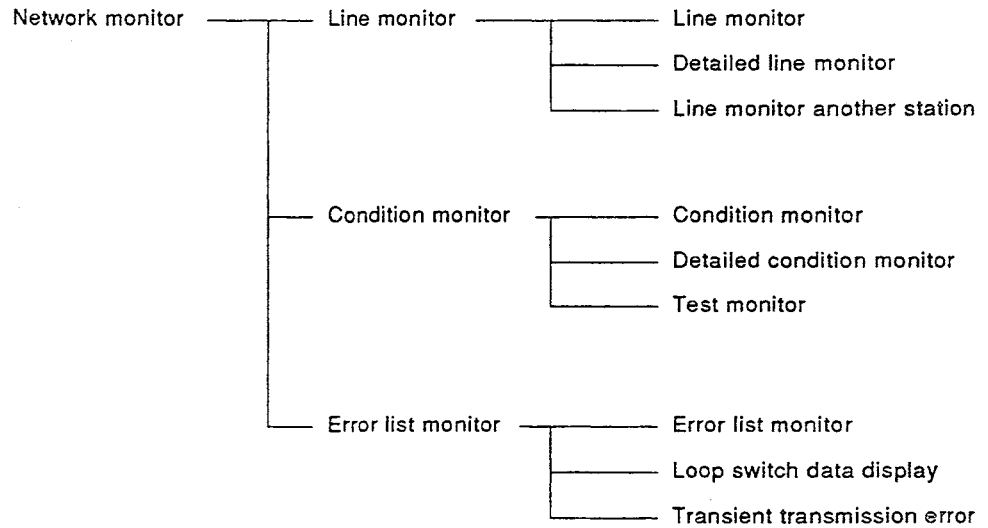 Network monitor
Line monitor
Line monitor
Detailed line monitor
Line monitor another station
Condition monitor
Condition monitor
Detailed condition monitor
Test monitor
Error list monitor
Error list monitor
Loop switch data display
Transient transmission error